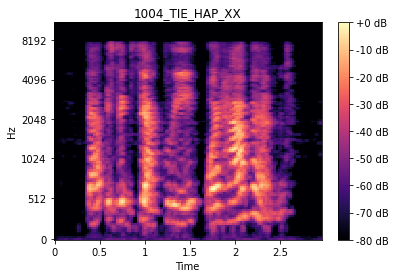 1004_TIE_HAP_XX
8192
4096
2048
1024
512
0
Hz
0 0.5 1 1.5 2 2.5
Time
+0 dB
-10 dB
-20 dB
-30 dB
-40 dB
-50 dB
-60 dB
-70 dB
-80 dB